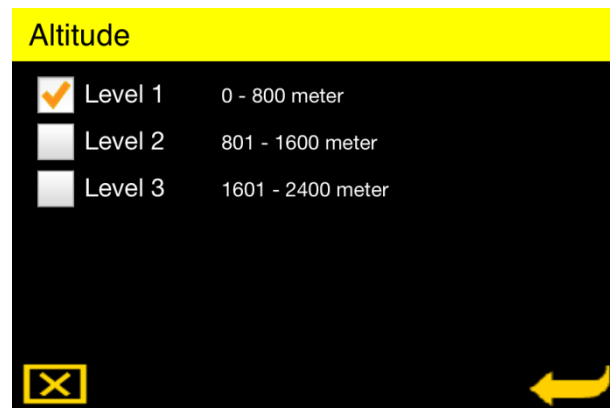 Altitude
Level 1 0 - 800 meter
Level 2 801 - 1600 meter
Level 3 1601 - 2400 meter